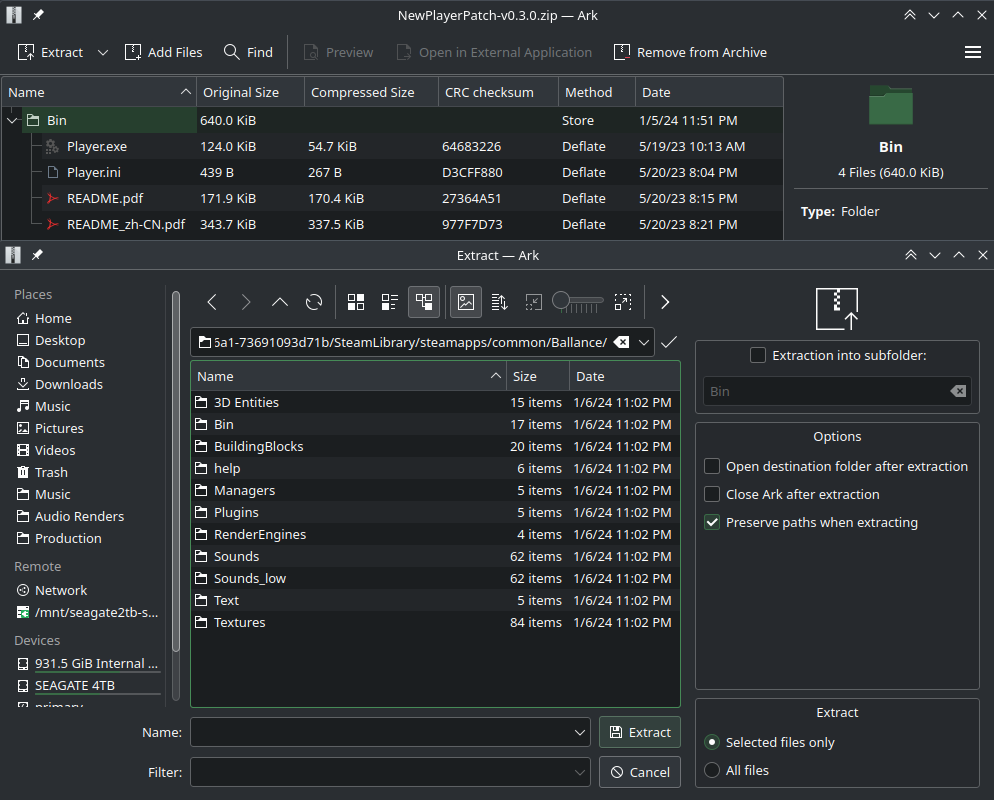 NewPlayerPatch-v0.3.0.zip — Ark
Extract Add Files Find Preview Open in External Application Remove from Archive
Name Original Size Compressed Size CRC checksum Method Date
Bin 640.0 KiB Store 1/5/24 11:51 PM
Player.exe 124.0 KiB 54.7 KiB 64683226 Deflate 5/19/23 10:13 AM
Player.ini 439 B 267 B D3CFF880 Deflate 5/20/23 8:04 PM
README.pdf 171.9 KiB 170.4 KiB 27364A51 Deflate 5/20/23 8:15 PM
README_zh-CN.pdf 343.7 KiB 337.5 KiB 977F7D73 Deflate 5/20/23 8:21 PM
Bin
4 Files (640.0 KiB)
Type: Folder
Extract — Ark
Places
Home
Desktop
Documents
Downloads
Music
Pictures
Videos
Trash
Music
Audio Renders
Production
Remote
Network
/mnt/seagate2tb-s...
Devices
931.5 GiB Internal ...
SEAGATE 4TB
primary
6a1-73691093d71b/SteamLibrary/steamapps/common/Ballance/
Name Size Date
3D Entities 15 items 1/6/24 11:02 PM
Bin 17 items 1/6/24 11:02 PM
BuildingBlocks 20 items 1/6/24 11:02 PM
help 6 items 1/6/24 11:02 PM
Managers 5 items 1/6/24 11:02 PM
Plugins 5 items 1/6/24 11:02 PM
RenderEngines 4 items 1/6/24 11:02 PM
Sounds 62 items 1/6/24 11:02 PM
Sounds_low 62 items 1/6/24 11:02 PM
Text 5 items 1/6/24 11:02 PM
Textures 84 items 1/6/24 11:02 PM
Name:
Extract
Filter:
Cancel
Extraction into subfolder:
Bin
Options
Open destination folder after extraction
Close Ark after extraction
Preserve paths when extracting
Extract
Selected files only
All files